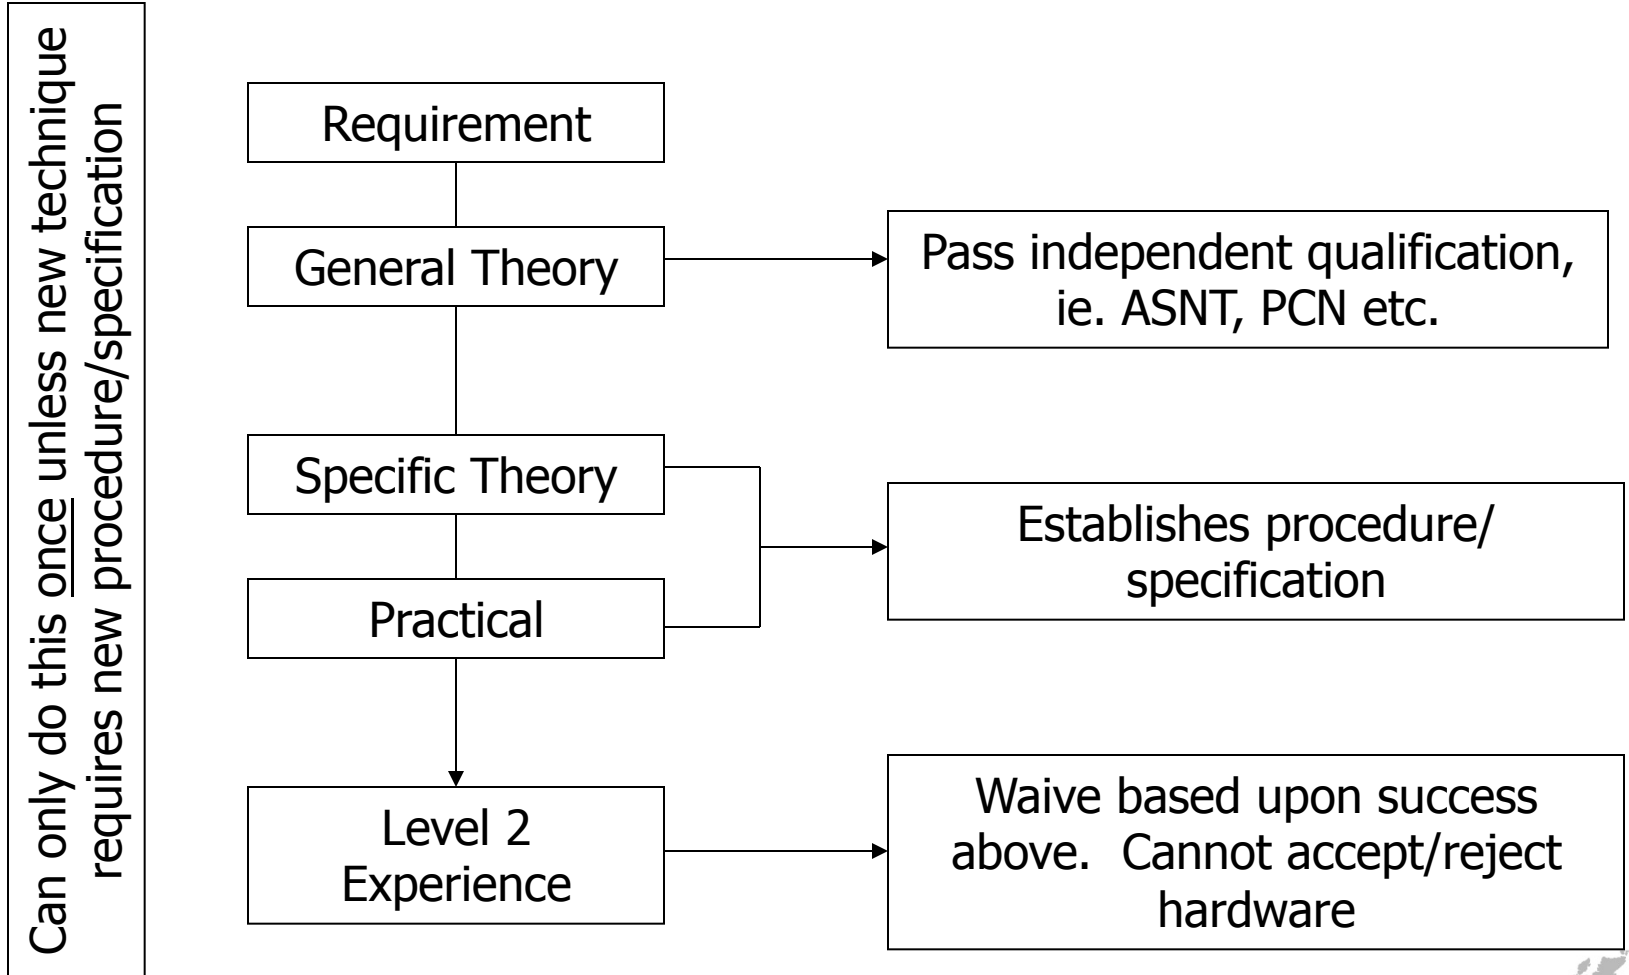 Can only do this once unless new technique
requires new procedure/specification
Requirement
General Theory
Pass independent qualification,
ie. ASNT, PCN etc.
Specific Theory
Establishes procedure/
specification
Practical
Level 2
Experience
Waive based upon success
above.  Cannot accept/reject
hardware